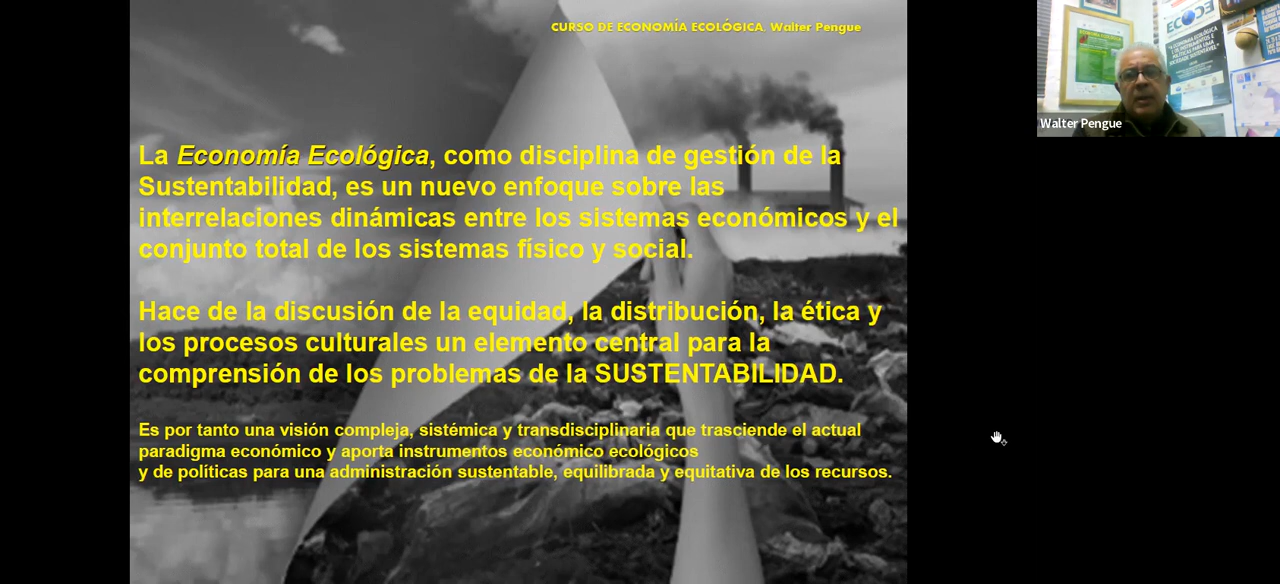 CURSO DE ECONOMÍA ECOLÓGICA. Walter Pengue
La Economía Ecológica, como disciplina de gestión de la
Sustentabilidad, es un nuevo enfoque sobre las
interrelaciones dinámicas entre los sistemas económicos y el
conjunto total de los sistemas físico y social.
Hace de la discusión de la equidad, la distribución, la ética y
los procesos culturales un elemento central para la
comprensión de los problemas de la SUSTENTABILIDAD.
Es por tanto una visión compleja, sistémica y transdisciplinaria que trasciende el actual
paradigma económico y aporta instrumentos económico ecológicos
y de políticas para una administración sustentable, equilibrada y equitativa de los recursos.
Walter Pengue